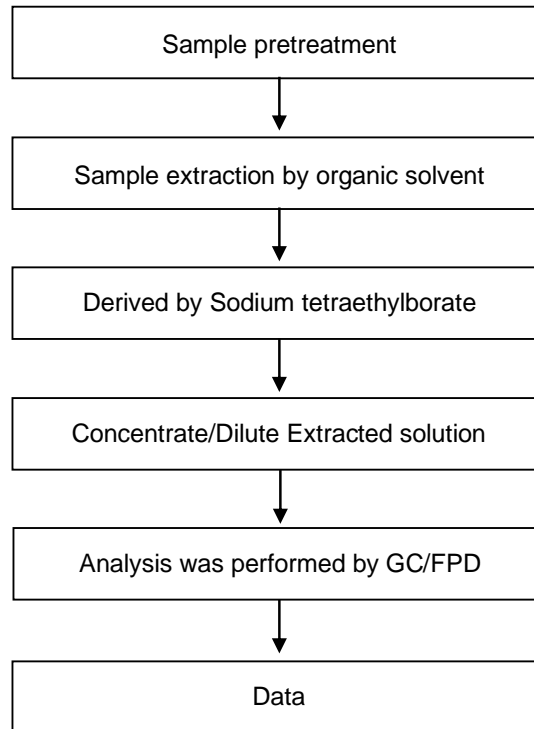 Sample pretreatment
Sample extraction by organic solvent
Derived by Sodium tetraethylborate
Concentrate/Dilute Extracted solution
Analysis was performed by GC/FPD
Data